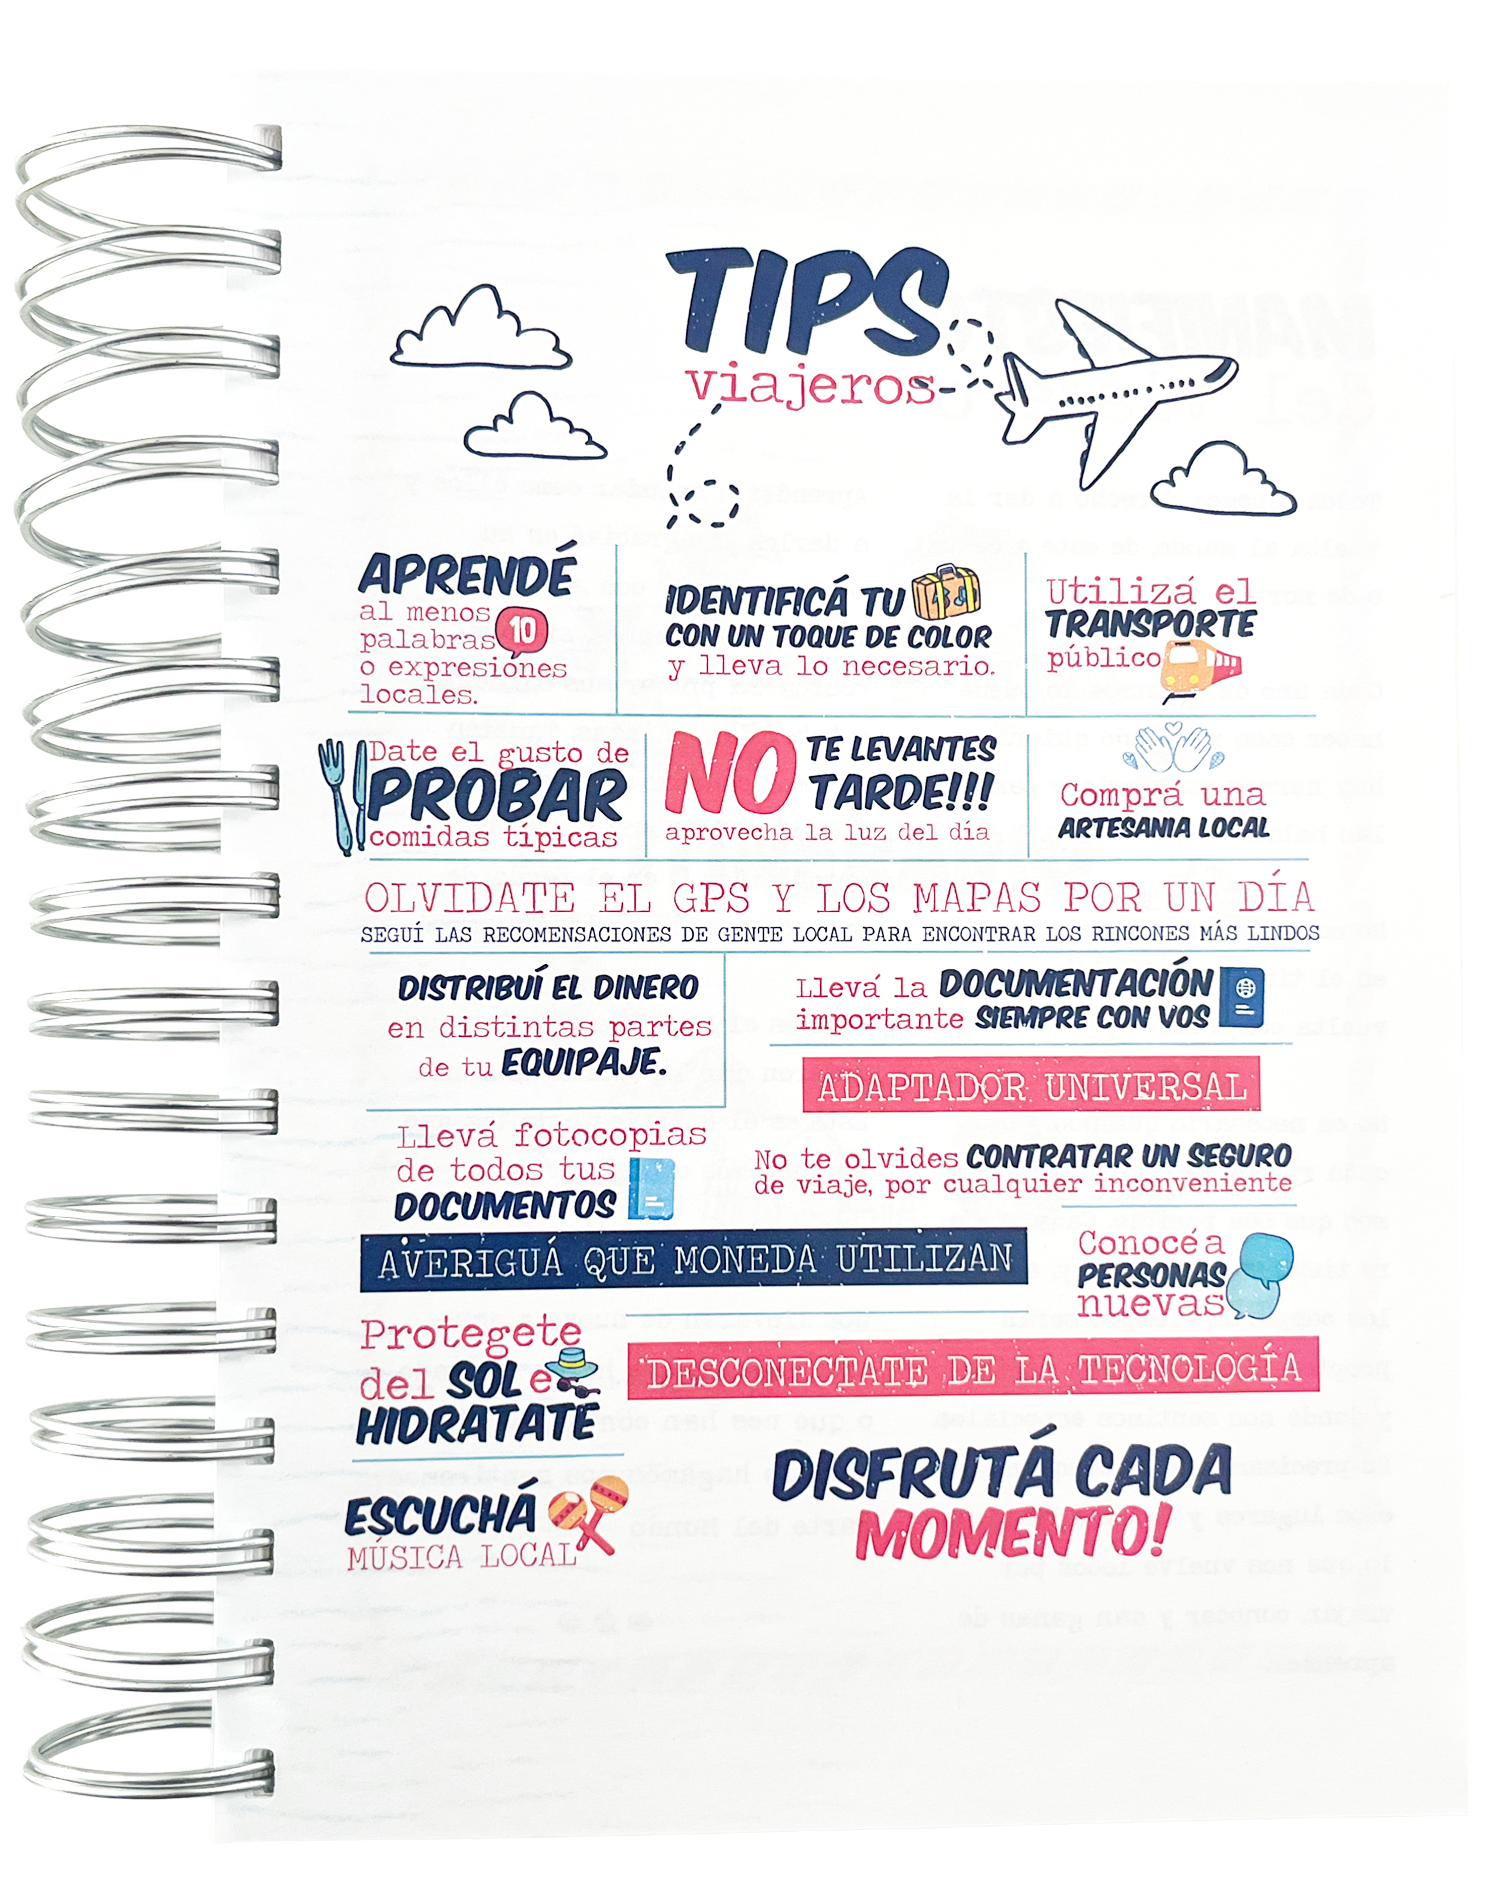 TIPS
viajeros
APRENDÉ
al menos
palabras 10
o expresiones
locales.
IDENTIFICÁ TU
CON UN TOQUE DE COLOR
y lleva lo necesario.
Utilizá el
TRANSPORTE
público
Date el gusto de
PROBAR
comidas típicas
NO TE LEVANTES
TARDE!!!
aprovecha la luz del día
Comprá una
ARTESANIA LOCAL
OLVIDATE EL GPS Y LOS MAPAS POR UN DÍA
SEGUÍ LAS RECOMENSACIONES DE GENTE LOCAL PARA ENCONTRAR LOS RINCONES MÁS LINDOS
DISTRIBUÍ EL DINERO
en distintas partes
de tu EQUIPAJE.
Llevá la DOCUMENTACIÓN
importante SIEMPRE CON VOS
ADAPTADOR UNIVERSAL
Llevá fotocopias
de todos tus
DOCUMENTOS
No te olvides CONTRATAR UN SEGURO
de viaje, por cualquier inconveniente
AVERIGUÁ QUE MONEDA UTILIZAN
Conocé a
PERSONAS
nuevas
Protegete
del SOL e
HIDRATATE
DESCONECTATE DE LA TECNOLOGÍA
ESCUCHÁ
MÚSICA LOCAL
DISFRUTÁ CADA
MOMENTO!